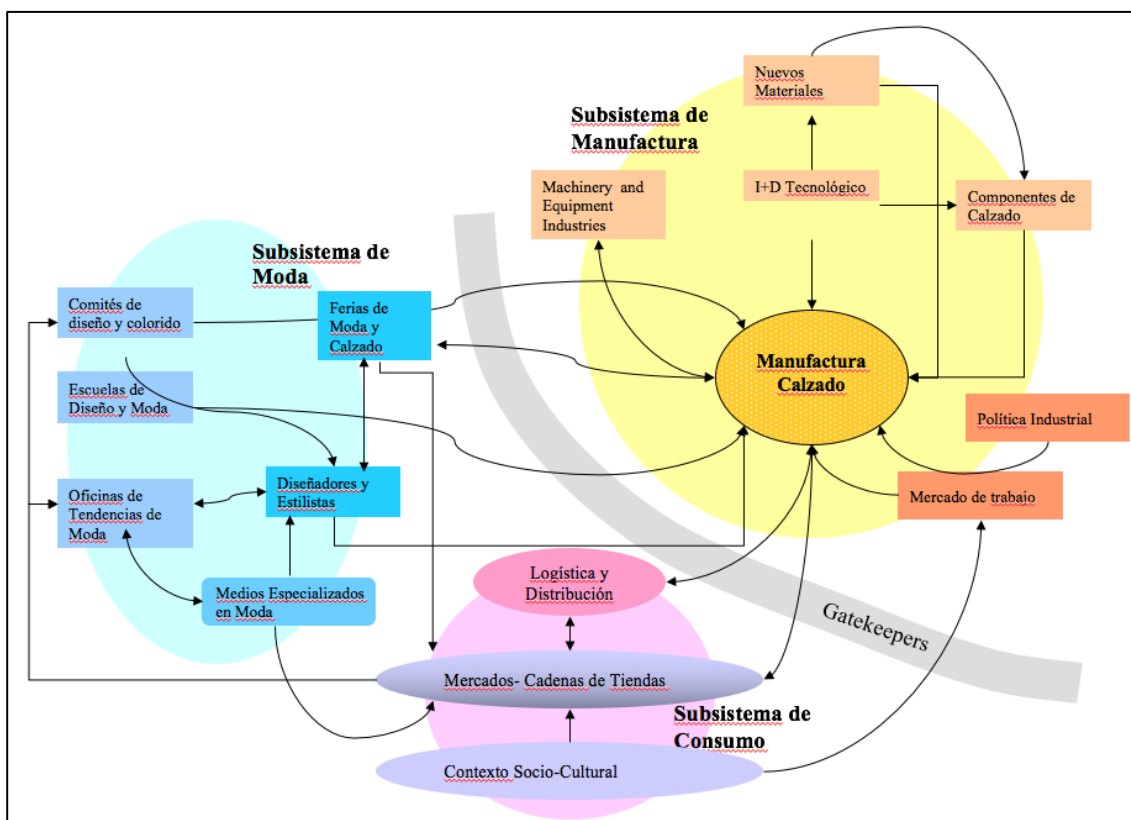 Nuevos
Materiales
Subsistema de
Manufactura
Machinery and
Equipment
Industries
I+D Tecnológico
Componentes de
Calzado
Subsistema de
Moda
Comités de
diseño y colorido
Ferias de
Moda y
Calzado
Manufactura
Calzado
Escuelas de
Diseño y Moda
Política Industrial
Diseñadores y
Estilistas
Oficinas de
Tendencias de
Moda
Mercado de trabajo
Logística y
Distribución
Medios Especializados
en Moda
Gatekeepers
Mercados- Cadenas de Tiendas
Subsistema de
Consumo
Contexto Socio-Cultural